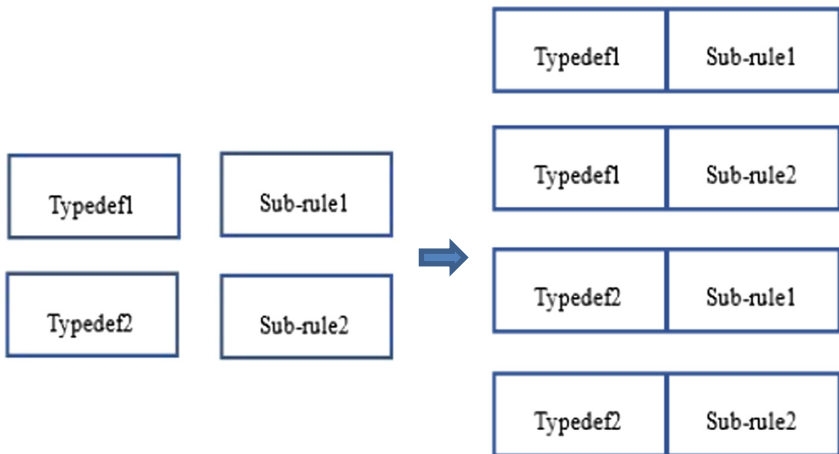 Typedef1 Sub-rule1
Typedef2 Sub-rule2
Typedef1 Sub-rule1
Typedef1 Sub-rule2
Typedef2 Sub-rule1
Typedef2 Sub-rule2